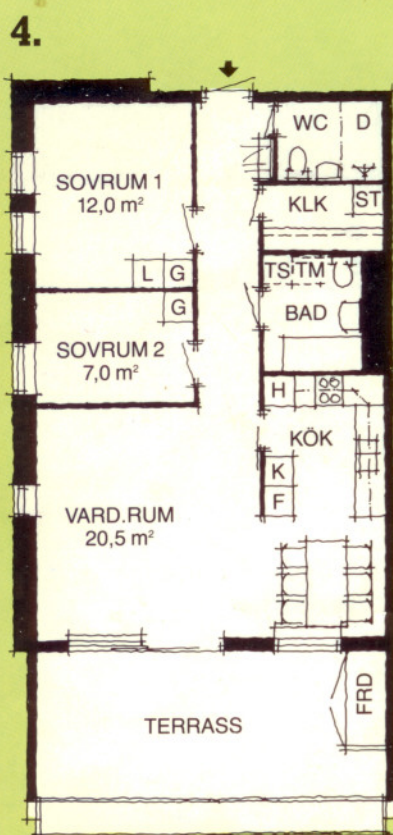 4.
WC D
SOVRUM 1
12,0 m²
KLK ST
L G
TS TM
G
BAD
SOVRUM 2
7,0 m²
H
KÖK
K
F
VARD.RUM
20,5 m²
TERRASS
FRD